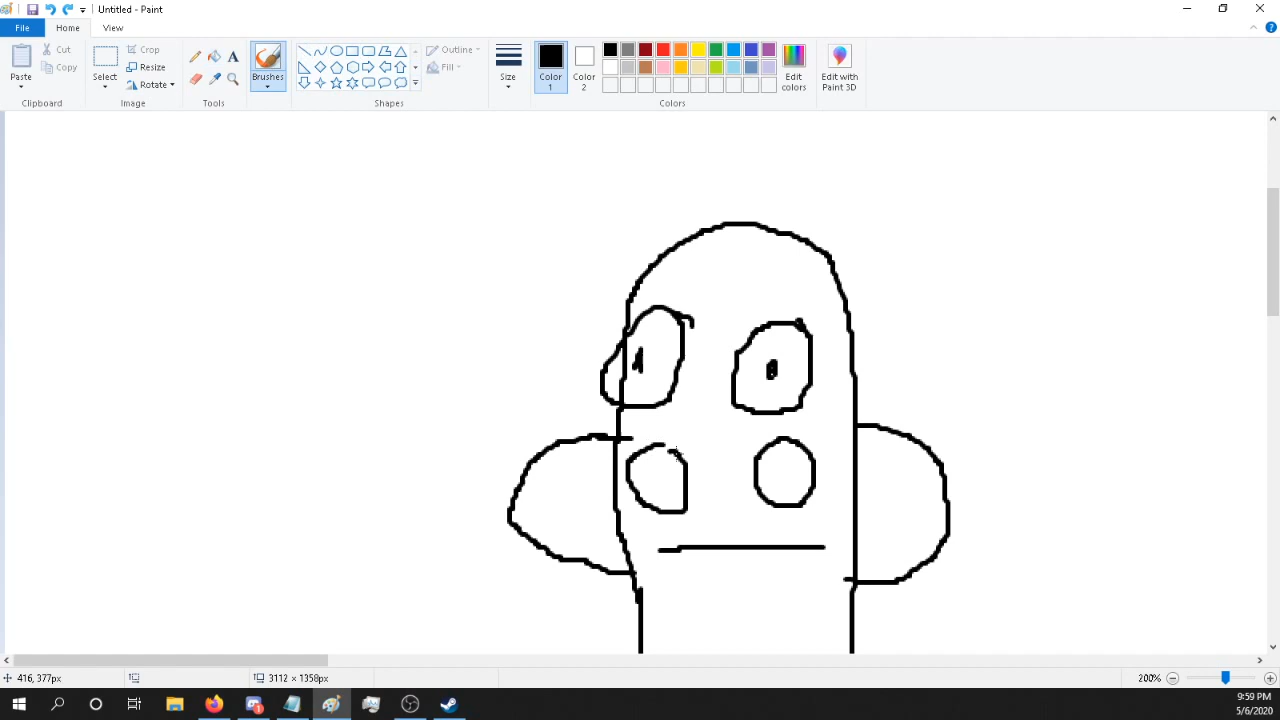 Untitled - Paint
File Home View
Paste Cut Copy Select Crop Resize Rotate Brushes Outline Fill Size Color 1 Color 2 Edit colors Edit with Paint 3D
Clipboard Image Tools Shapes Colors
416, 377px 3112 × 1358px 200%
9:59 PM
5/6/2020